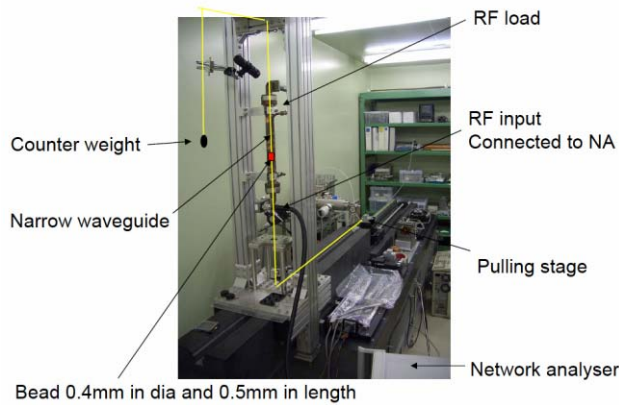 RF load
RF input
Connected to NA
Counter weight
Narrow waveguide
Pulling stage
Network analyser
Bead 0.4mm in dia and 0.5mm in length